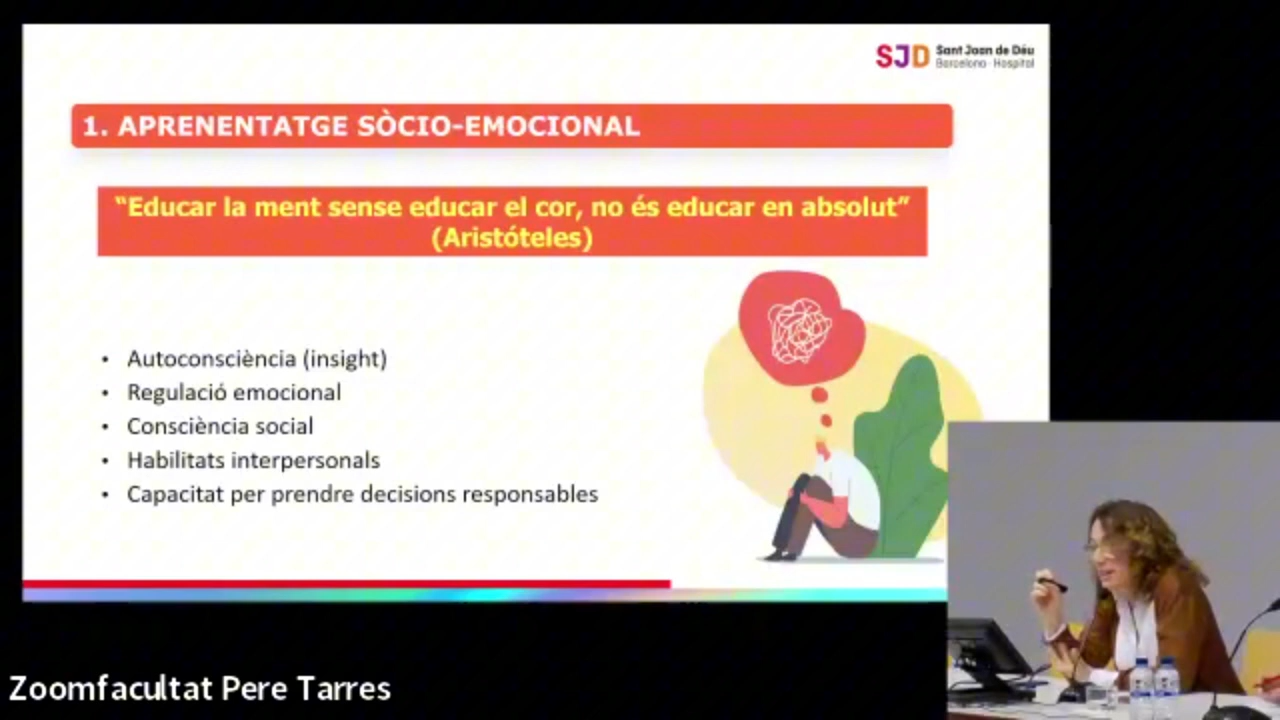 SJD Sant Joan de Déu
Barcelona · Hospital
1. APRENENTATGE SÒCIO-EMOCIONAL
“Educar la ment sense educar el cor, no és educar en absolut”
(Aristóteles)
• Autoconsciència (insight)
• Regulació emocional
• Consciència social
• Habilitats interpersonals
• Capacitat per prendre decisions responsables
Zoomfacultat Pere Tarres